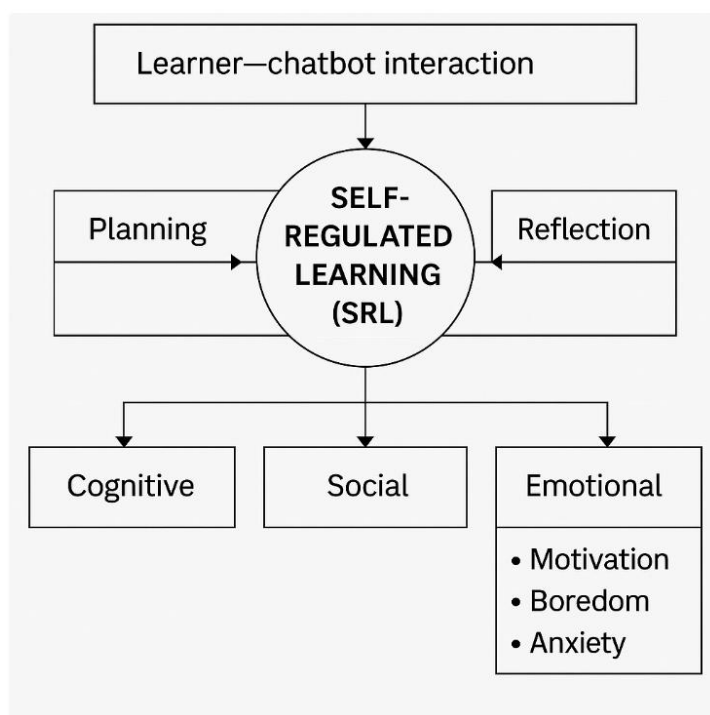 Learner—chatbot interaction
SELF-
REGULATED
LEARNING
(SRL)
Planning
Reflection
Cognitive
Social
Emotional
• Motivation
• Boredom
• Anxiety